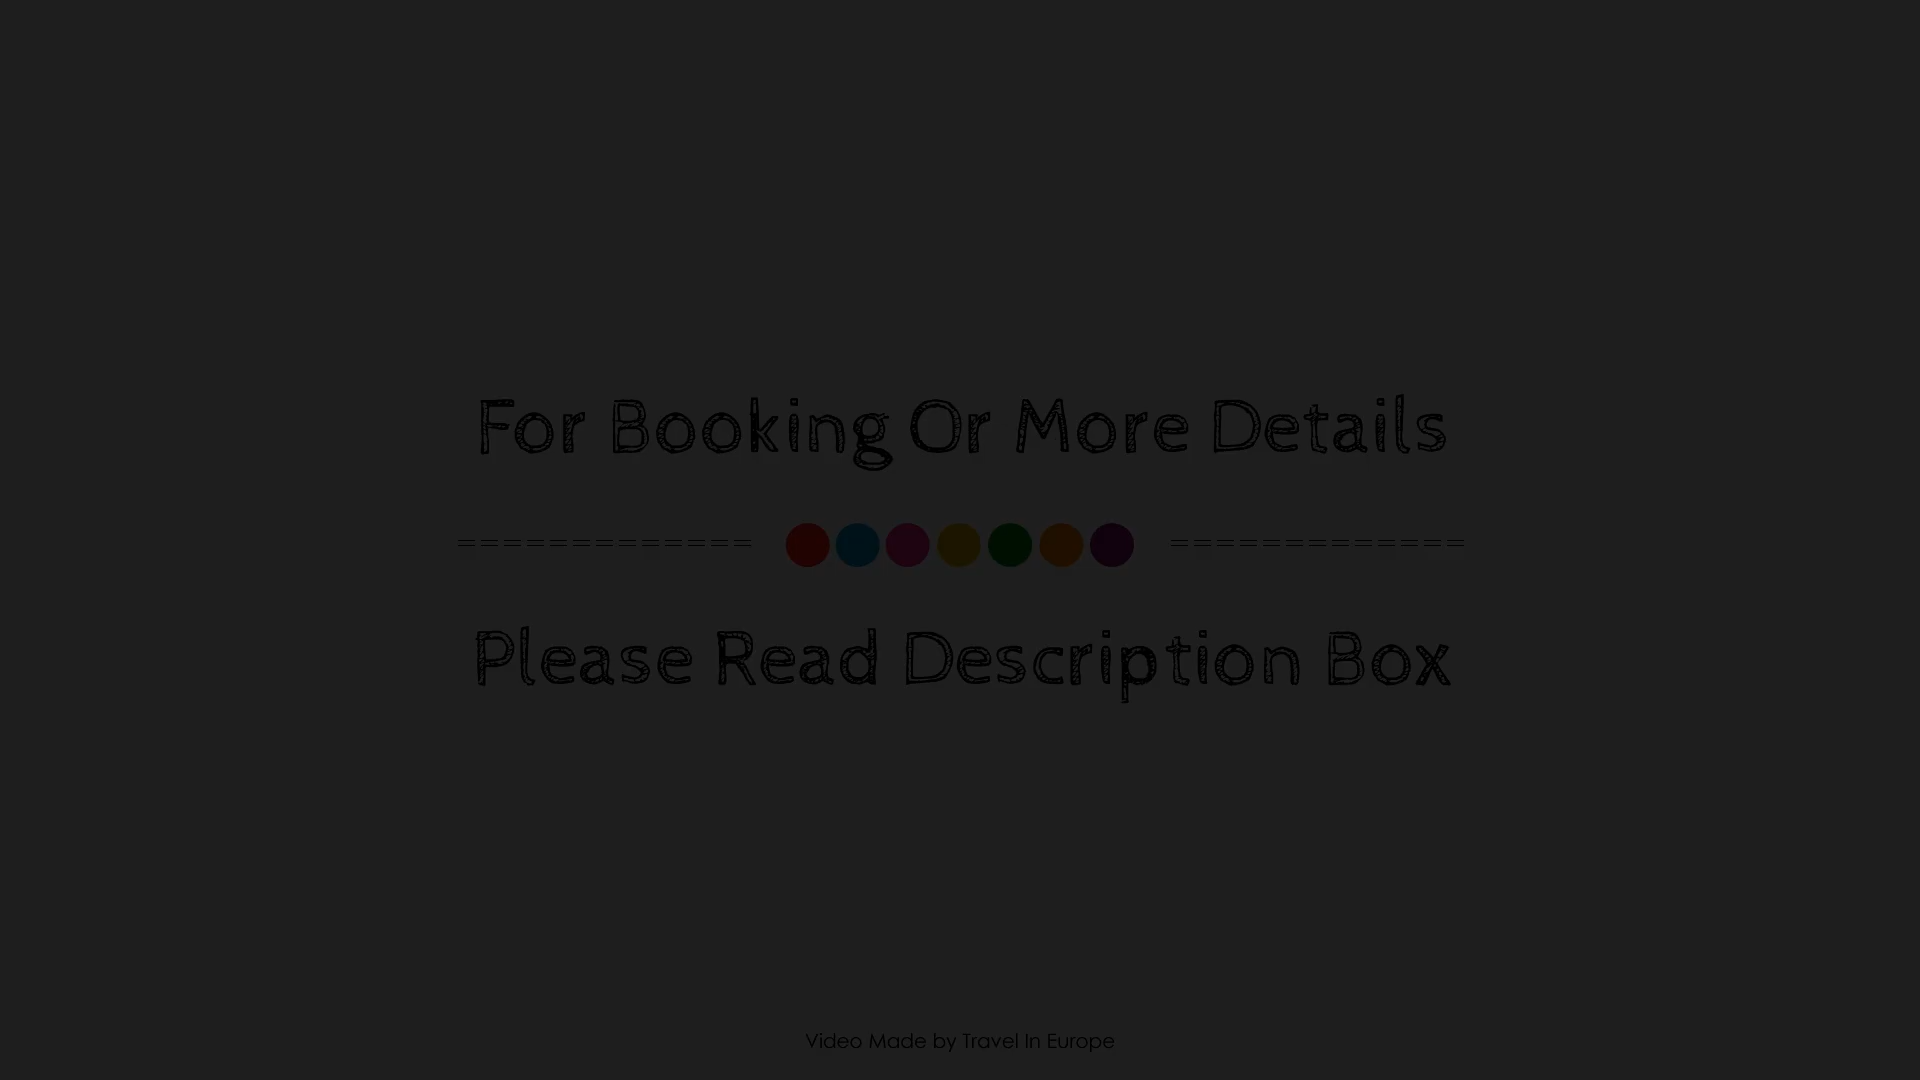 For Booking Or More Details
============= =============
Please Read Description Box
Video Made by Travel In Europe